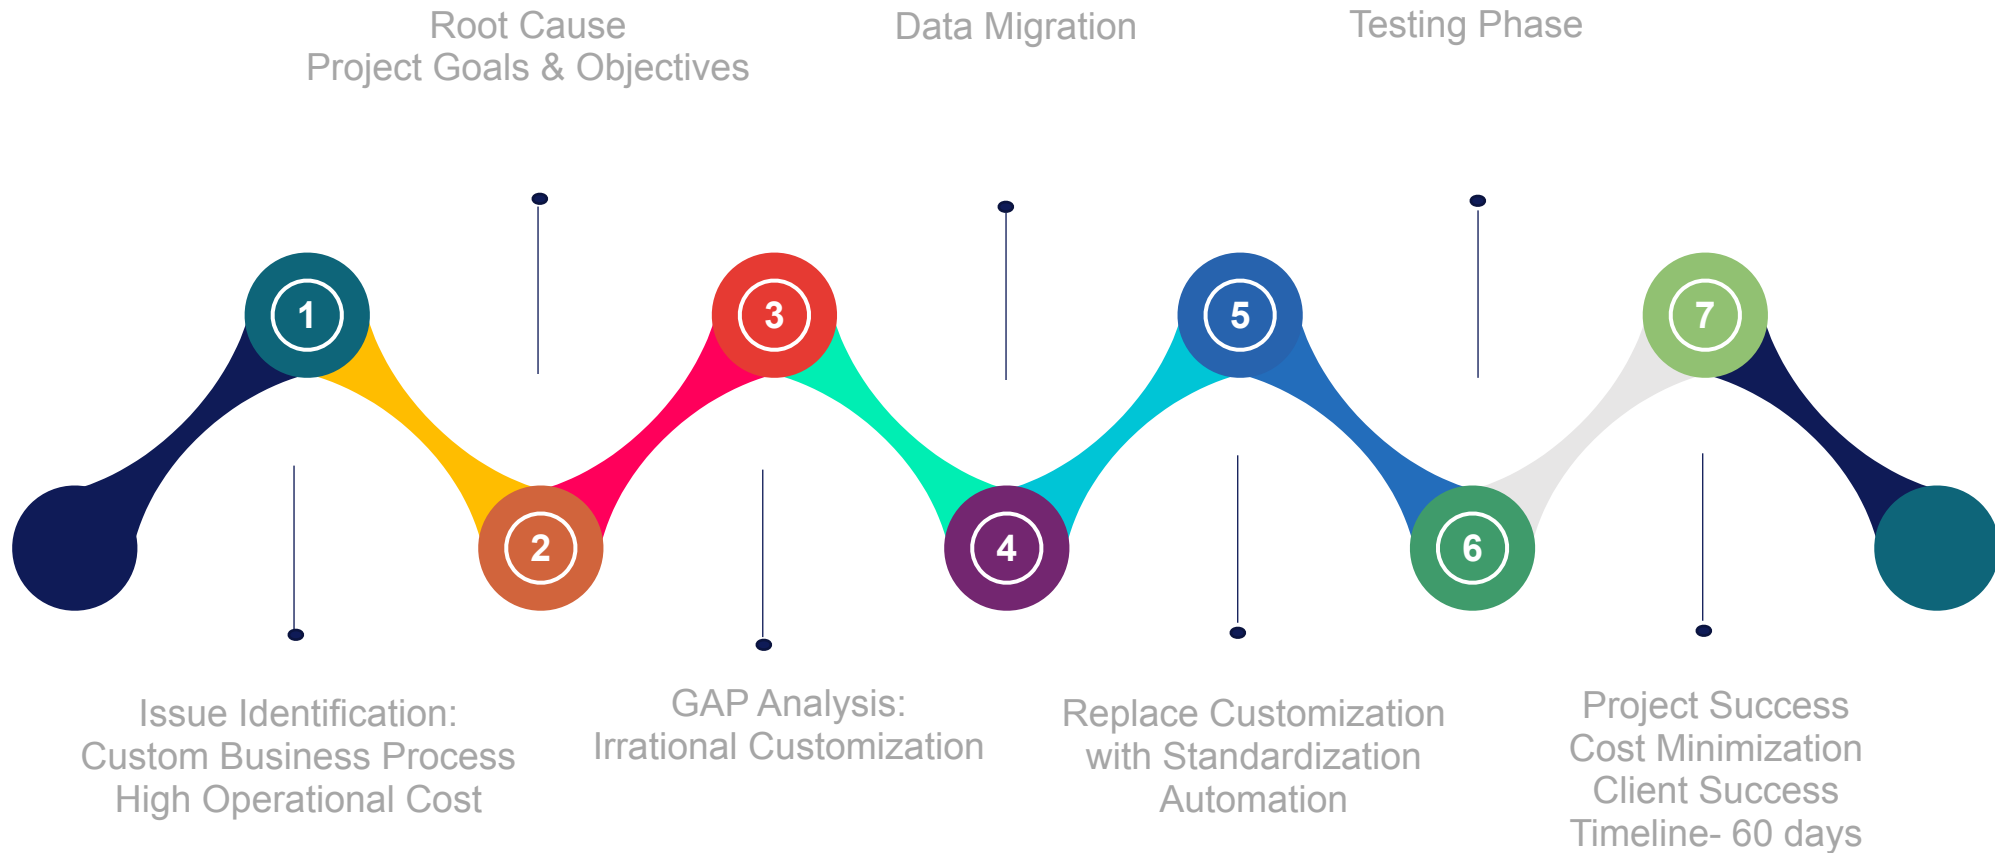 Root Cause
Project Goals & Objectives
Data Migration
Testing Phase
1
3
5
7
2
4
6
Issue Identification:
Custom Business Process
High Operational Cost
GAP Analysis:
Irrational Customization
Replace Customization
with Standardization
Automation
Project Success
Cost Minimization
Client Success
Timeline- 60 days